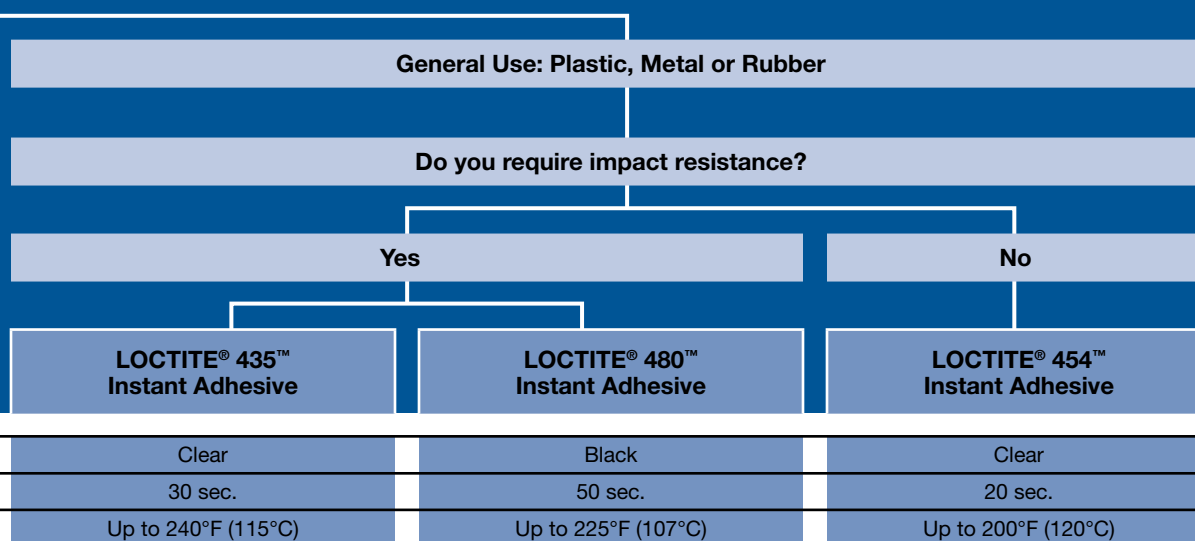 General Use: Plastic, Metal or Rubber
Do you require impact resistance?
Yes
No
LOCTITE® 435™
Instant Adhesive
LOCTITE® 480™
Instant Adhesive
LOCTITE® 454™
Instant Adhesive
Clear
Black
Clear
30 sec.
50 sec.
20 sec.
Up to 240°F (115°C)
Up to 225°F (107°C)
Up to 200°F (120°C)